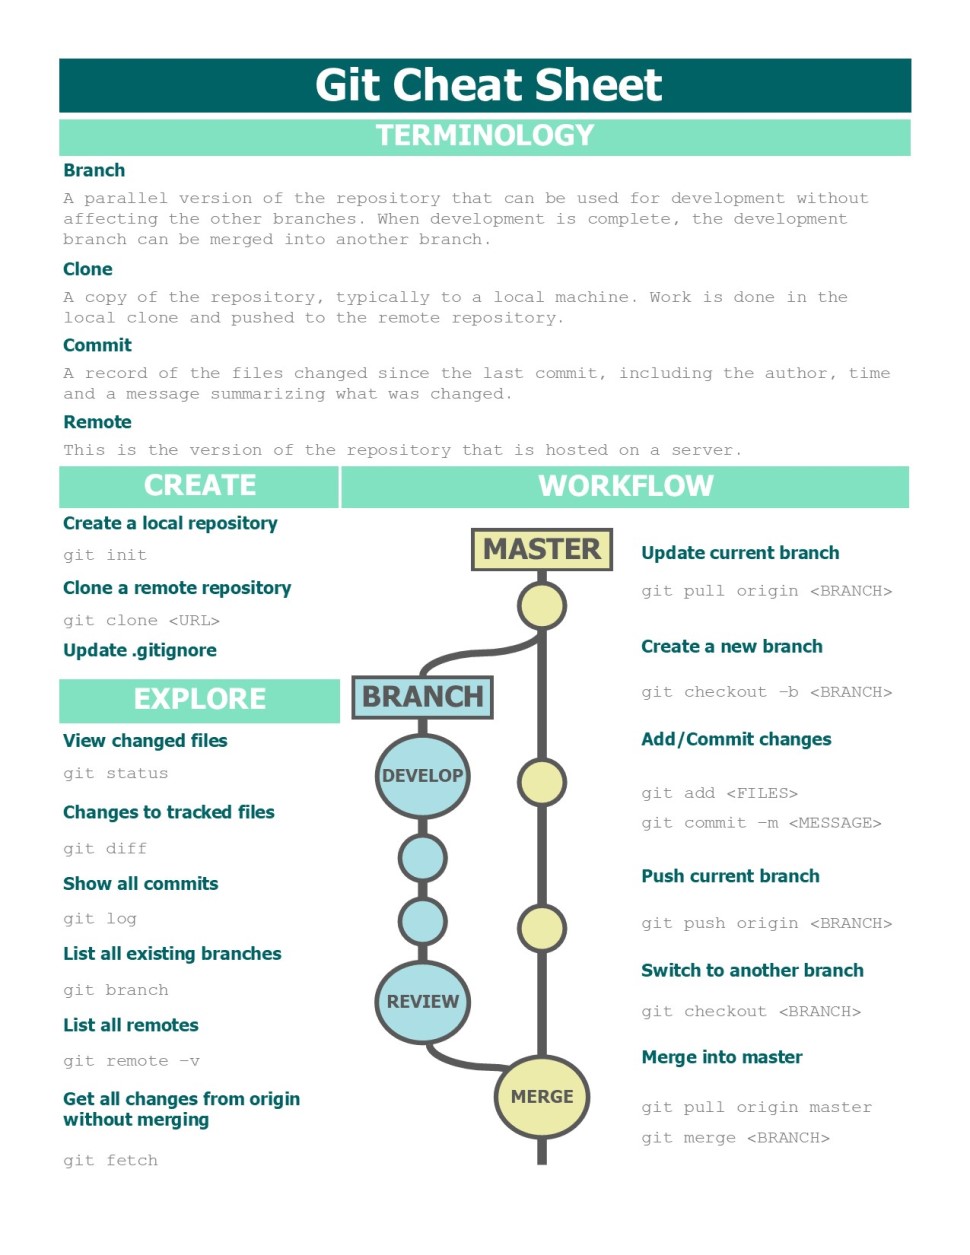 Git Cheat Sheet
TERMINOLOGY
Branch
A parallel version of the repository that can be used for development without
affecting the other branches. When development is complete, the development
branch can be merged into another branch.
Clone
A copy of the repository, typically to a local machine. Work is done in the
local clone and pushed to the remote repository.
Commit
A record of the files changed since the last commit, including the author, time
and a message summarizing what was changed.
Remote
This is the version of the repository that is hosted on a server.
CREATE
Create a local repository
git init
Clone a remote repository
git clone <URL>
Update .gitignore
EXPLORE
View changed files
git status
Changes to tracked files
git diff
Show all commits
git log
List all existing branches
git branch
List all remotes
git remote –v
Get all changes from origin
without merging
git fetch
WORKFLOW
MASTER
BRANCH
DEVELOP
REVIEW
MERGE
Update current branch
git pull origin <BRANCH>
Create a new branch
git checkout –b <BRANCH>
Add/Commit changes
git add <FILES>
git commit –m <MESSAGE>
Push current branch
git push origin <BRANCH>
Switch to another branch
git checkout <BRANCH>
Merge into master
git pull origin master
git merge <BRANCH>